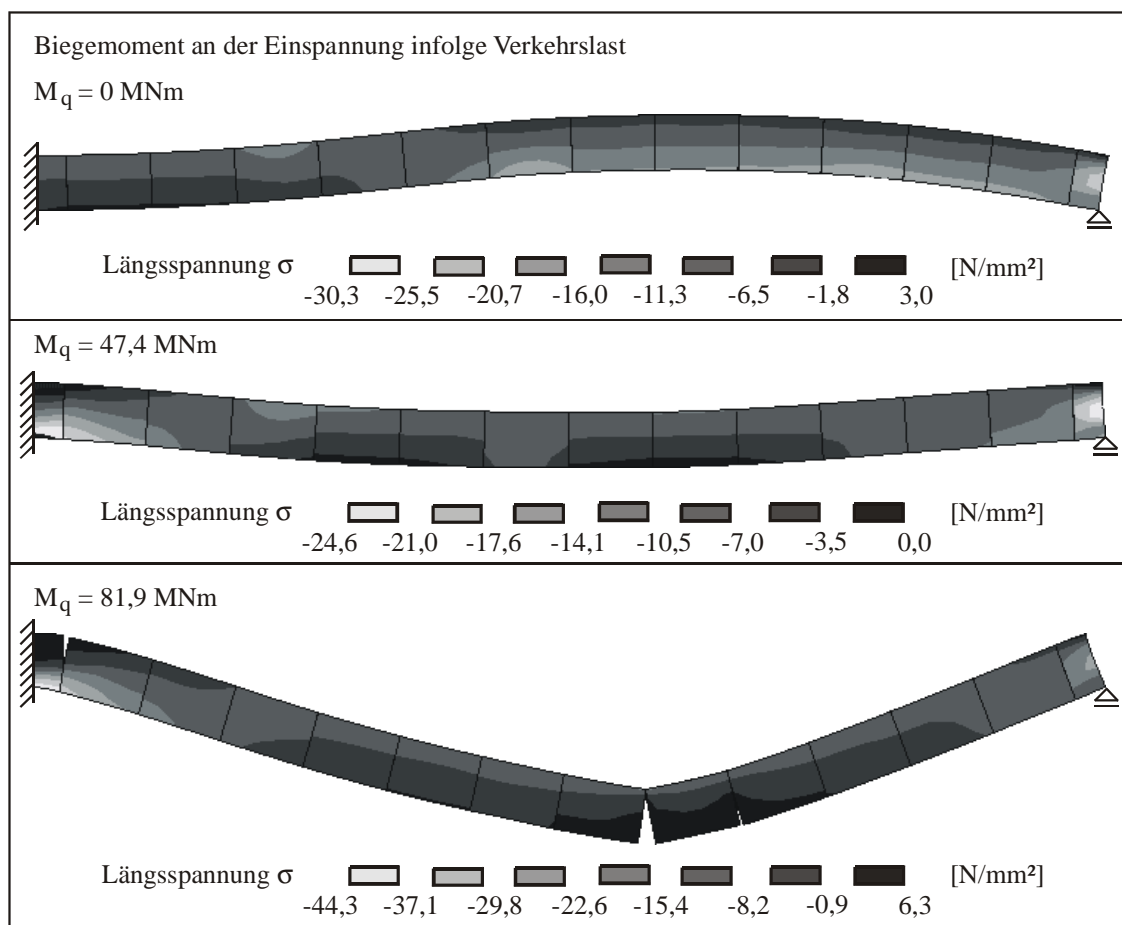 Biegemoment an der Einspannung infolge Verkehrslast
Mq = 0 MNm
Längsspannung σ [N/mm²]
-30,3 -25,5 -20,7 -16,0 -11,3 -6,5 -1,8 3,0
Mq = 47,4 MNm
Längsspannung σ [N/mm²]
-24,6 -21,0 -17,6 -14,1 -10,5 -7,0 -3,5 0,0
Mq = 81,9 MNm
Längsspannung σ [N/mm²]
-44,3 -37,1 -29,8 -22,6 -15,4 -8,2 -0,9 6,3